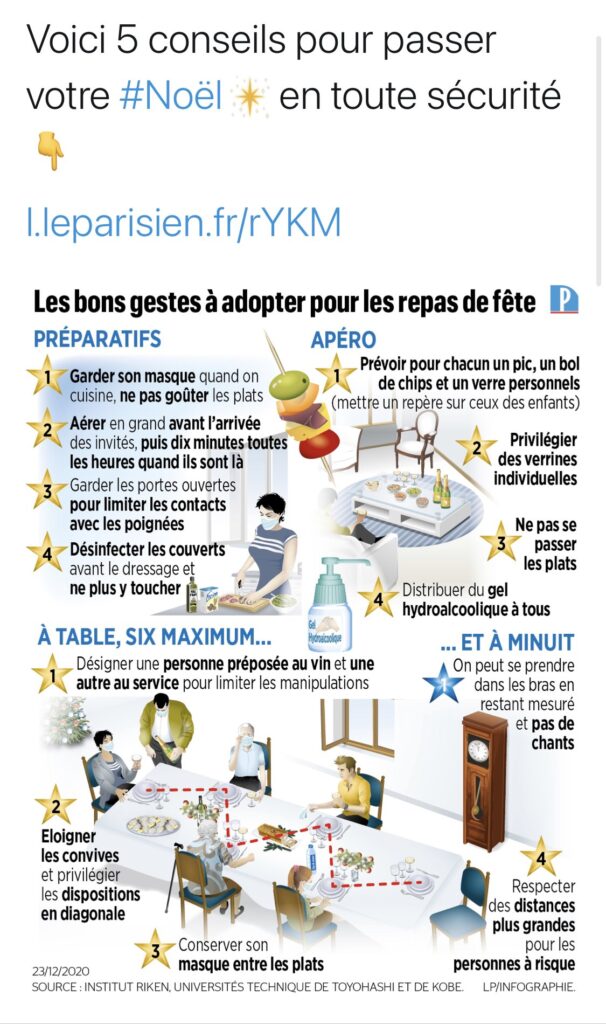 Voici 5 conseils pour passer
votre #Noël ✨ en toute sécurité
👇
l.leparisien.fr/rYKM
Les bons gestes à adopter pour les repas de fête P
PRÉPARATIFS
1 Garder son masque quand on
cuisine, ne pas goûter les plats
2 Aérer en grand avant l'arrivée
des invités, puis dix minutes toutes
les heures quand ils sont là
3 Garder les portes ouvertes
pour limiter les contacts
avec les poignées
4 Désinfecter les couverts
avant le dressage et
ne plus y toucher
APÉRO
1 Prévoir pour chacun un pic, un bol
de chips et un verre personnels
(mettre un repère sur ceux des enfants)
2 Privilégier
des verrines
individuelles
3 Ne pas se
passer
les plats
4 Distribuer du gel
hydroalcoolique à tous
Gel
Hydroalcoolique
À TABLE, SIX MAXIMUM...
1 Désigner une personne préposée au vin et une
autre au service pour limiter les manipulations
2
Eloigner
les convives
et privilégier
les dispositions
en diagonale
3 Conserver son
masque entre les plats
4
Respecter
des distances
plus grandes
pour les
personnes à risque
... ET À MINUIT
1 On peut se prendre
dans les bras en
restant mesuré
et pas de
chants
23/12/2020
SOURCE : INSTITUT RIKEN, UNIVERSITÉS TECHNIQUE DE TOYOHASHI ET DE KOBE. LP/INFOGRAPHIE.